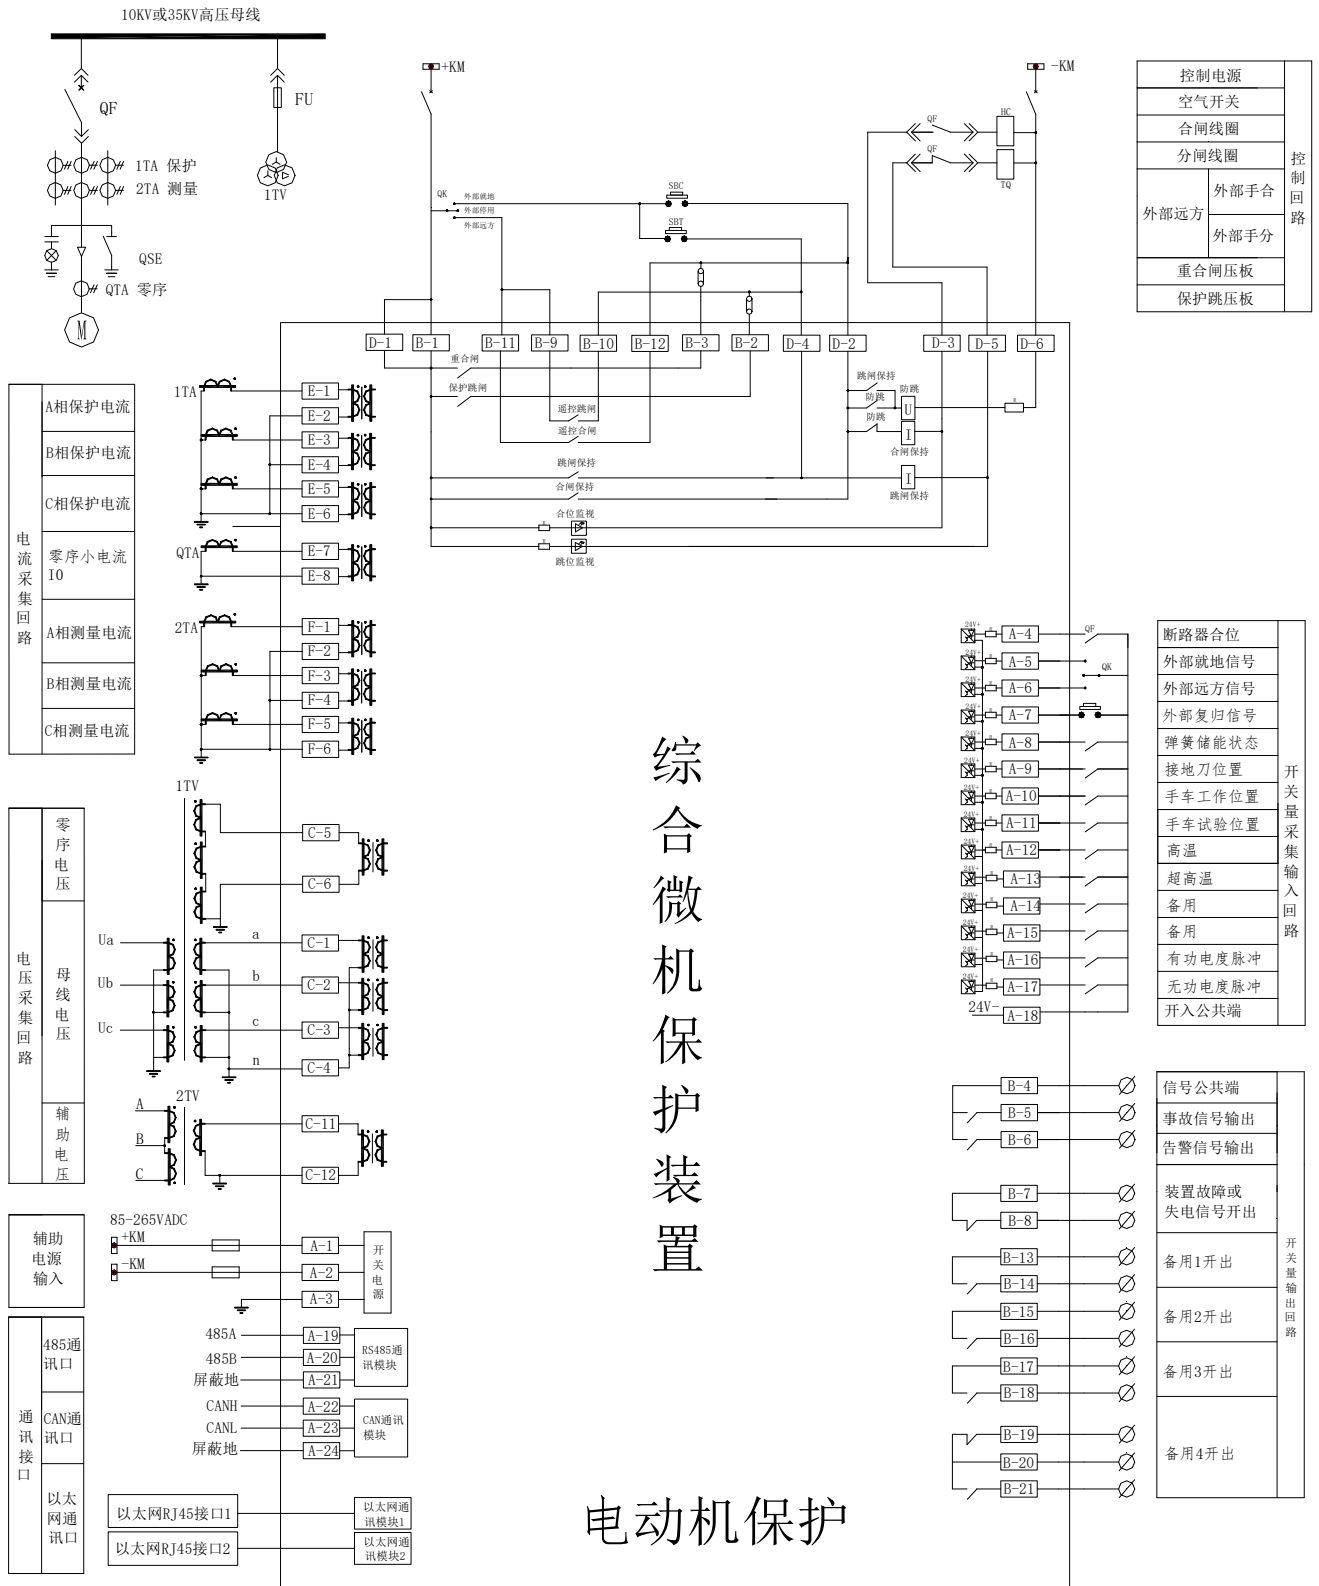 10KV或35KV高压母线
QF
FU
1TA 保护
2TA 测量
1TV
QSE
QTA 零序
M
+KM
-KM
HC
QF
QF
TQ
QK
外部就地
外部停用
外部远方
SBC
SBT
控制电源
空气开关
合闸线圈
分闸线圈
外部远方
外部手合
外部手分
重合闸压板
保护跳压板
控制回路
D-1
B-1
B-11
B-9
B-10
B-12
B-3
B-2
D-4
D-2
D-3
D-5
D-6
重合闸
保护跳闸
遥控跳闸
遥控合闸
跳闸保持
合闸保持
合位监视
跳位监视
跳闸保持
防跳
防跳
防跳
U
I
合闸保持
I
跳闸保持
电流采集回路
A相保护电流
B相保护电流
C相保护电流
零序小电流
I0
A相测量电流
B相测量电流
C相测量电流
1TA
E-1
E-2
E-3
E-4
E-5
E-6
QTA
E-7
E-8
2TA
F-1
F-2
F-3
F-4
F-5
F-6
电压采集回路
零序电压
母线电压
辅助电压
1TV
C-5
C-6
Ua
a
C-1
Ub
b
C-2
Uc
c
C-3
n
C-4
2TV
A
B
C
C-11
C-12
辅助
电源
输入
85-265VADC
+KM
-KM
A-1
A-2
A-3
开关电源
通讯接口
485通
讯口
CAN通
讯口
以太
网通
讯口
485A
A-19
485B
A-20
屏蔽地
A-21
RS485通
讯模块
CANH
A-22
CANL
A-23
屏蔽地
A-24
CAN通讯
模块
以太网RJ45接口1
以太网通
讯模块1
以太网RJ45接口2
以太网通
讯模块2
综合微机保护装置
电动机保护
24V+
A-4
QF
断路器合位
24V+
A-5
外部就地信号
QK
24V+
A-6
外部远方信号
24V+
A-7
外部复归信号
24V+
A-8
弹簧储能状态
24V+
A-9
接地刀位置
24V+
A-10
手车工作位置
24V+
A-11
手车试验位置
24V+
A-12
高温
24V+
A-13
超高温
24V+
A-14
备用
24V+
A-15
备用
24V+
A-16
有功电度脉冲
24V+
A-17
无功电度脉冲
24V-
A-18
开入公共端
开关量采集输入回路
B-4
信号公共端
B-5
事故信号输出
B-6
告警信号输出
B-7
B-8
装置故障或
失电信号开出
B-13
B-14
备用1开出
B-15
B-16
备用2开出
B-17
B-18
备用3开出
B-19
B-20
B-21
备用4开出
开关量输出回路